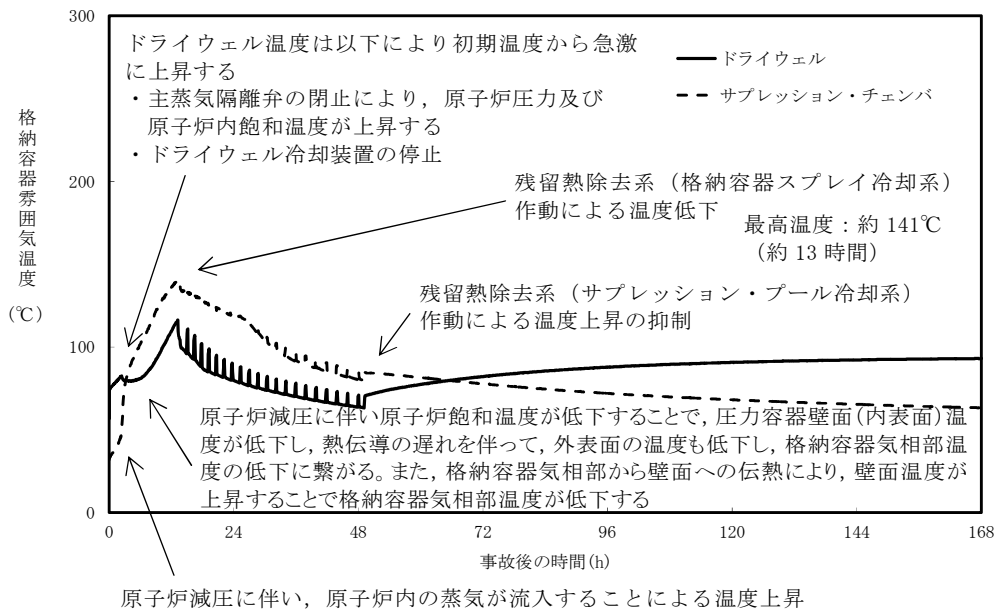 300
ドライウェル温度は以下により初期温度から急激
に上昇する
・主蒸気隔離弁の閉止により，原子炉圧力及び
原子炉内飽和温度が上昇する
・ドライウェル冷却装置の停止
ドライウェル
サプレッション・チェンバ
格納容器雰囲気温度
(℃)
200
残留熱除去系（格納容器スプレイ冷却系）
作動による温度低下
最高温度：約 141℃
（約 13 時間）
残留熱除去系（サプレッション・プール冷却系）
作動による温度上昇の抑制
100
原子炉減圧に伴い原子炉飽和温度が低下することで，圧力容器壁面（内表面）温
度が低下し，熱伝導の遅れを伴って，外表面の温度も低下し，格納容器気相部温
度の低下に繋がる。また，格納容器気相部から壁面への伝熱により，壁面温度が
上昇することで格納容器気相部温度が低下する
0
0 24 48 72 96 120 144 168
事故後の時間(h)
原子炉減圧に伴い，原子炉内の蒸気が流入することによる温度上昇